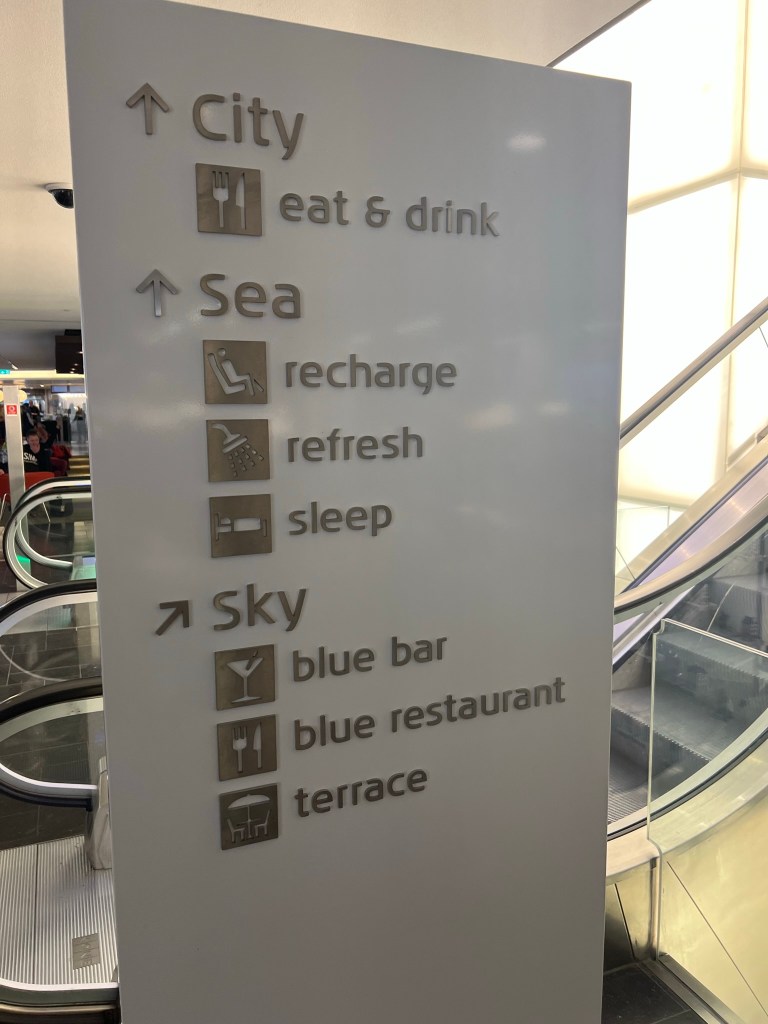 City
eat & drink
Sea
recharge
refresh
sleep
Sky
blue bar
blue restaurant
terrace